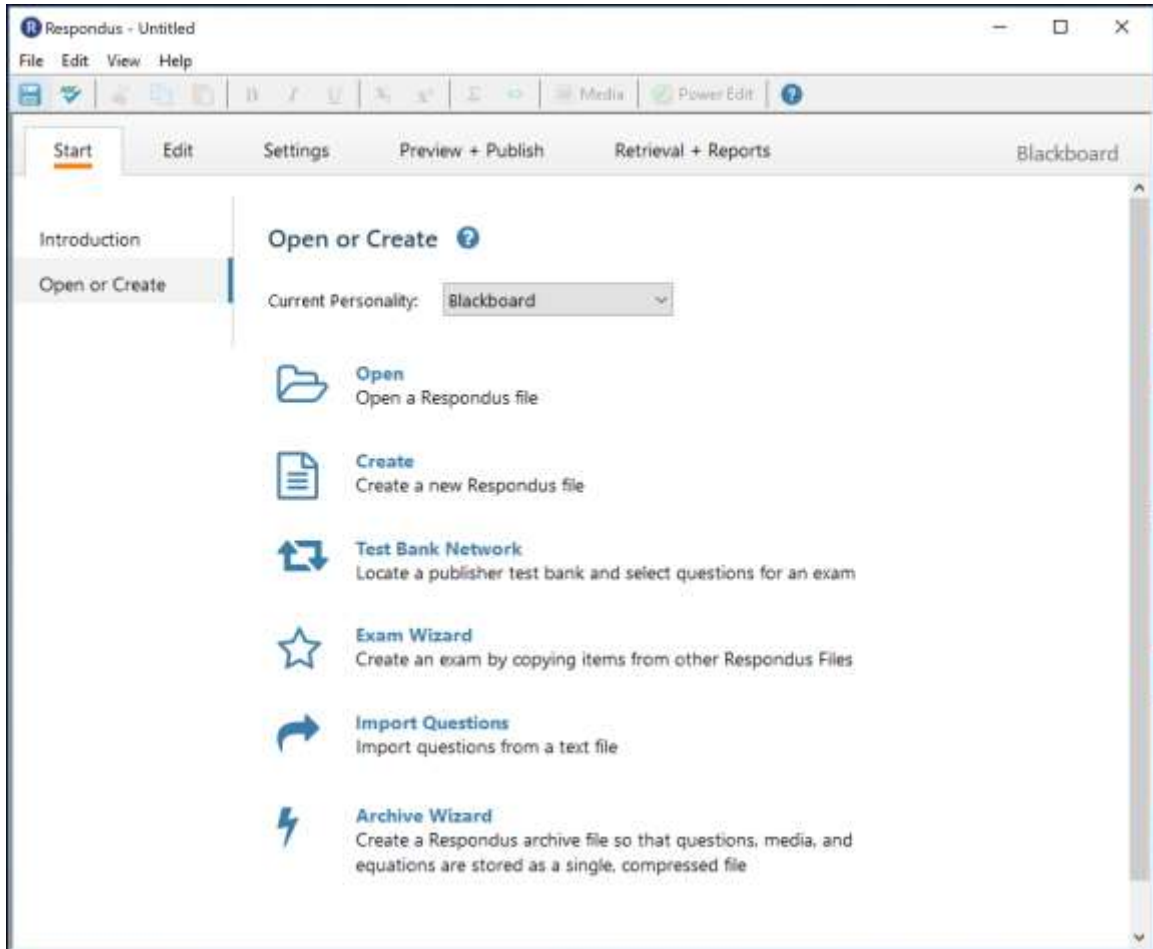 R Respondus - Untitled
File Edit View Help
B I U Σ <> Media Power Edit ?
Start Edit Settings Preview + Publish Retrieval + Reports Blackboard
Introduction
Open or Create
Open or Create ?
Current Personality: Blackboard
Open
Open a Respondus file
Create
Create a new Respondus file
Test Bank Network
Locate a publisher test bank and select questions for an exam
Exam Wizard
Create an exam by copying items from other Respondus Files
Import Questions
Import questions from a text file
Archive Wizard
Create a Respondus archive file so that questions, media, and
equations are stored as a single, compressed file